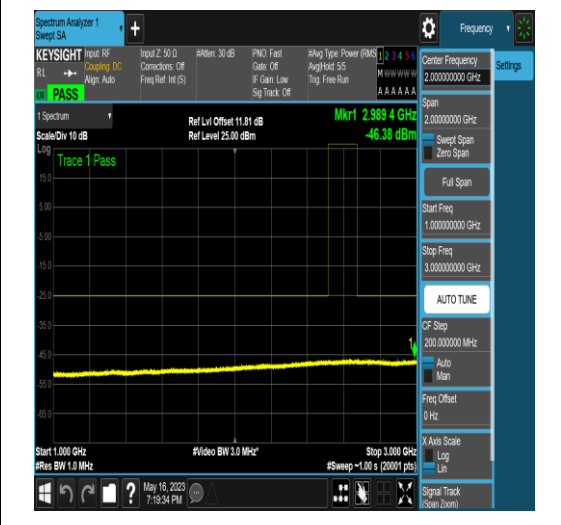 Spectrum Analyzer 1
Swept SA
Frequency
KEYSIGHT
RL
Input: RF
Coupling: DC
Align: Auto
Input Z: 50 Ω
Corrections: Off
Freq Ref: Int (S)
#Atten: 30 dB
PNO: Fast
Gate: Off
IF Gain: Low
Sig Track: Off
#Avg Type: Power (RMS
Avg|Hold: 5/5
Trig: Free Run
1 2 3 4 5 6
M w w w w w
A A A A A A
PASS
1 Spectrum
Scale/Div 10 dB
Ref Lvl Offset 11.81 dB
Ref Level 25.00 dBm
Mkr1 2.989 4 GHz
-46.38 dBm
Log
Trace 1 Pass
15.0
5.00
-5.00
-15.0
-25.0
-35.0
-45.0
-55.0
-65.0
1
Start 1.000 GHz
#Res BW 1.0 MHz
#Video BW 3.0 MHz*
Stop 3.000 GHz
#Sweep ~1.00 s (20001 pts)
Center Frequency
2.000000000 GHz
Settings
Span
2.00000000 GHz
Swept Span
Zero Span
Full Span
Start Freq
1.000000000 GHz
Stop Freq
3.000000000 GHz
AUTO TUNE
CF Step
200.000000 MHz
Auto
Man
Freq Offset
0 Hz
X Axis Scale
Log
Lin
Signal Track
(Span Zoom)
May 16, 2023
7:19:34 PM